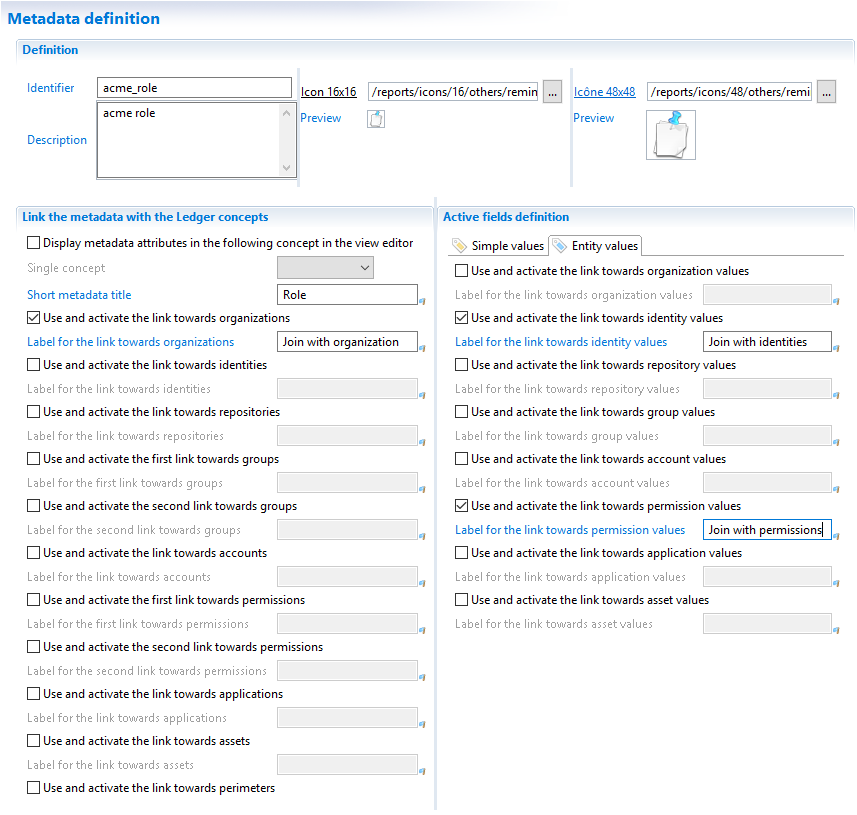 Metadata definition
Definition
Identifier
acme_role
Description
acme role
Icon 16x16
/reports/icons/16/others/remin
...
Preview
Icône 48x48
/reports/icons/48/others/remi
...
Preview
Link the metadata with the Ledger concepts
Display metadata attributes in the following concept in the view editor
Single concept
Short metadata title
Role
Use and activate the link towards organizations
Label for the link towards organizations
Join with organization
Use and activate the link towards identities
Label for the link towards identities
Use and activate the link towards repositories
Label for the link towards repositories
Use and activate the first link towards groups
Label for the first link towards groups
Use and activate the second link towards groups
Label for the second link towards groups
Use and activate the link towards accounts
Label for the link towards accounts
Use and activate the first link towards permissions
Label for the first link towards permissions
Use and activate the second link towards permissions
Label for the second link towards permissions
Use and activate the link towards applications
Label for the link towards applications
Use and activate the link towards assets
Label for the link towards assets
Use and activate the link towards perimeters
Active fields definition
Simple values
Entity values
Use and activate the link towards organization values
Label for the link towards organization values
Use and activate the link towards identity values
Label for the link towards identity values
Join with identities
Use and activate the link towards repository values
Label for the link towards repository values
Use and activate the link towards group values
Label for the link towards group values
Use and activate the link towards account values
Label for the link towards account values
Use and activate the link towards permission values
Label for the link towards permission values
Join with permissions
Use and activate the link towards application values
Label for the link towards application values
Use and activate the link towards asset values
Label for the link towards asset values